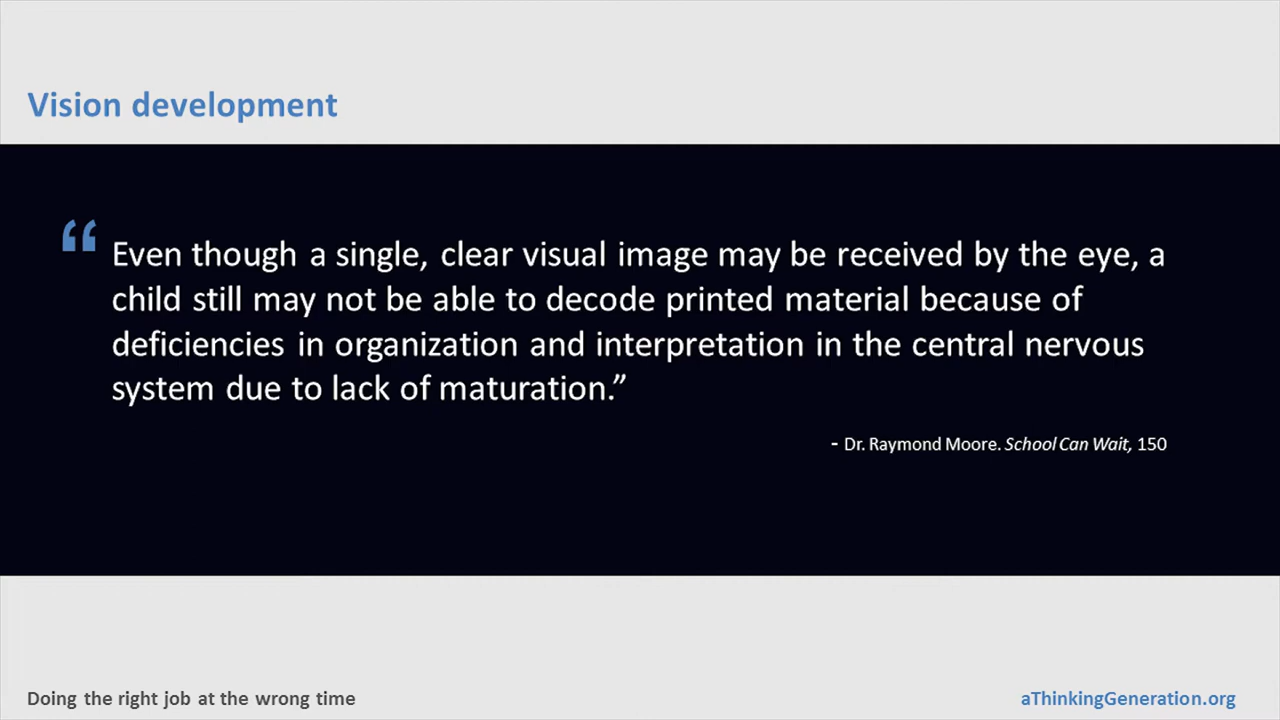 Vision development
“ Even though a single, clear visual image may be received by the eye, a
child still may not be able to decode printed material because of
deficiencies in organization and interpretation in the central nervous
system due to lack of maturation.”
- Dr. Raymond Moore. School Can Wait, 150
Doing the right job at the wrong time
aThinkingGeneration.org